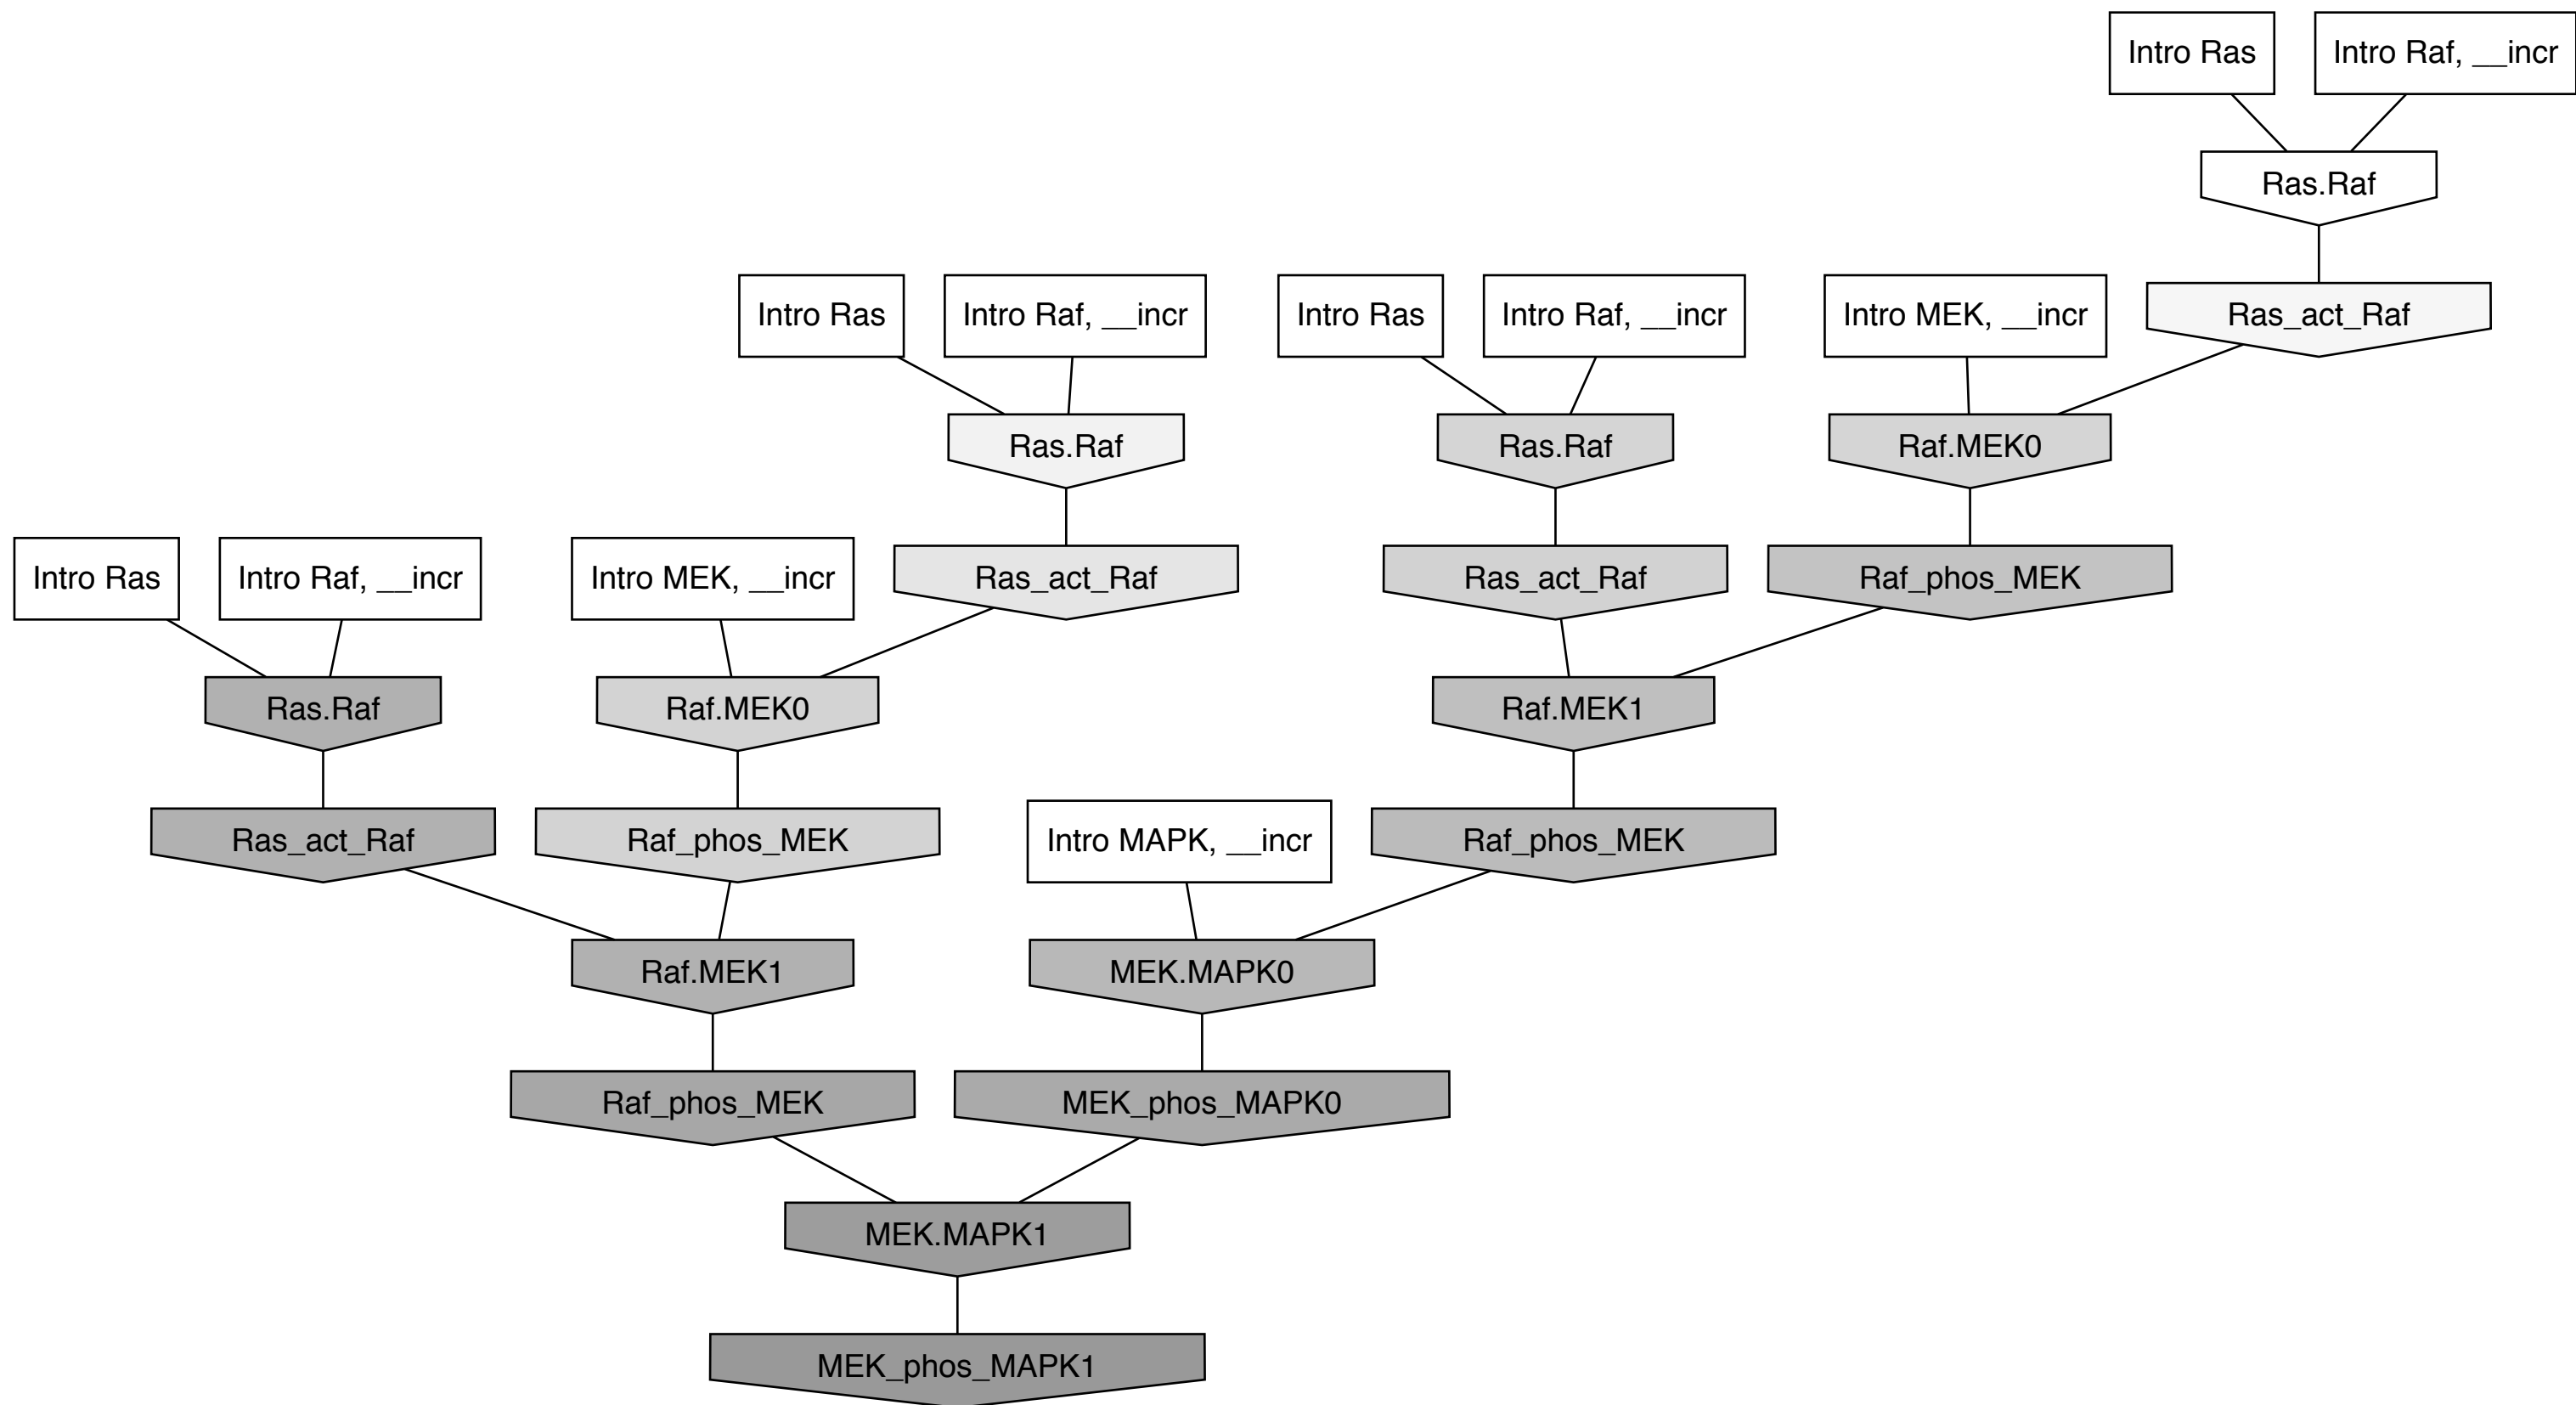 Intro Ras
Intro Raf, __incr
Ras.Raf
Intro Ras
Intro Raf, __incr
Intro Ras
Intro Raf, __incr
Intro MEK, __incr
Ras_act_Raf
Ras.Raf
Ras.Raf
Raf.MEK0
Intro Ras
Intro Raf, __incr
Intro MEK, __incr
Ras_act_Raf
Ras_act_Raf
Raf_phos_MEK
Ras.Raf
Raf.MEK0
Raf.MEK1
Ras_act_Raf
Raf_phos_MEK
Intro MAPK, __incr
Raf_phos_MEK
Raf.MEK1
MEK.MAPK0
Raf_phos_MEK
MEK_phos_MAPK0
MEK.MAPK1
MEK_phos_MAPK1